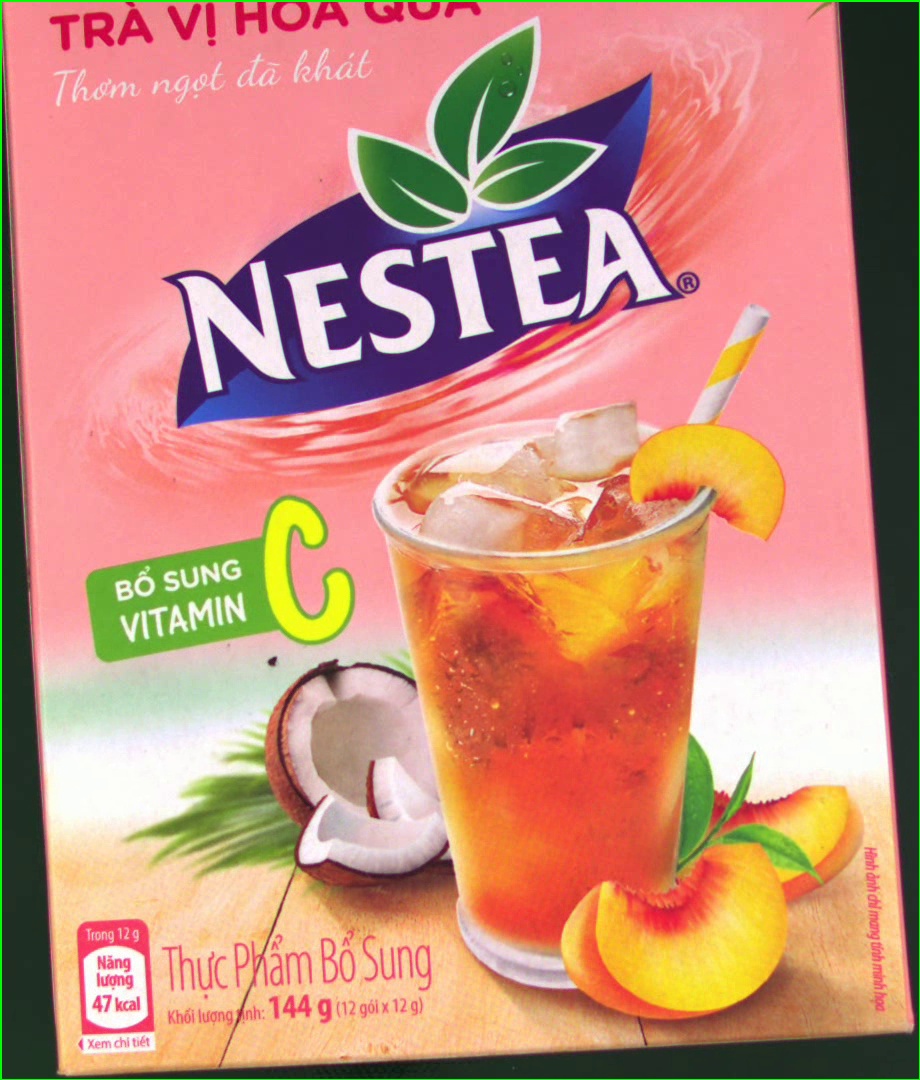 TRÀ VỊ HOA QUẢ
Thơm ngọt đã khát
NESTEA®
BỔ SUNG
VITAMIN C
Trong 12 g
Năng
lượng
47 kcal
Xem chi tiết
Thực Phẩm Bổ Sung
Khối lượng tịnh: 144 g (12 gói x 12 g)
Hình ảnh chỉ mang tính minh họa